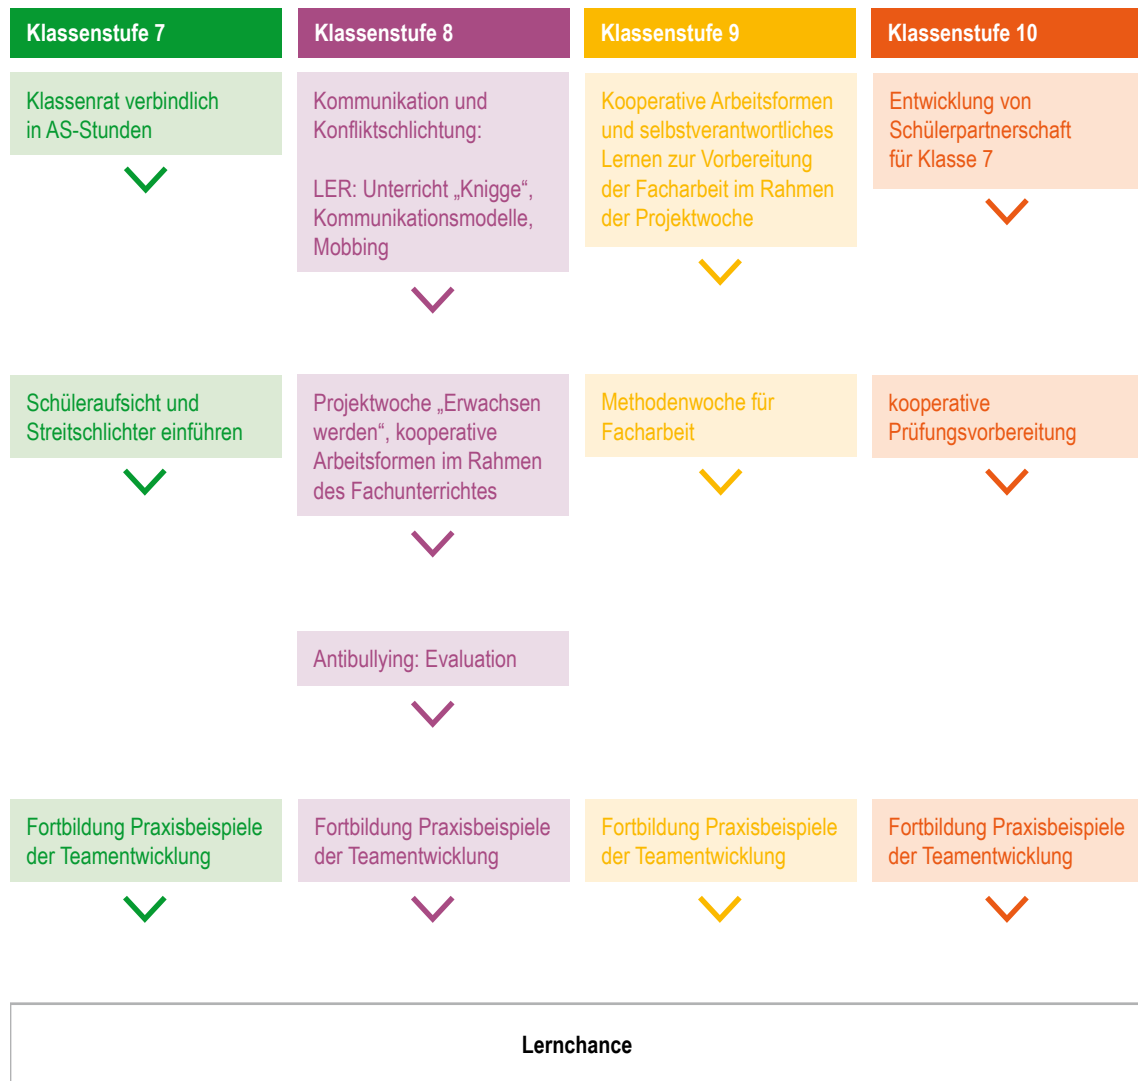 Klassenstufe 7
Klassenrat verbindlich
in AS-Stunden
Schüleraufsicht und
Streitschlichter einführen
Fortbildung Praxisbeispiele
der Teamentwicklung
Klassenstufe 8
Kommunikation und
Konfliktschlichtung:
LER: Unterricht „Knigge“,
Kommunikationsmodelle,
Mobbing
Projektwoche „Erwachsen
werden“, kooperative
Arbeitsformen im Rahmen
des Fachunterrichtes
Antibullying: Evaluation
Fortbildung Praxisbeispiele
der Teamentwicklung
Klassenstufe 9
Kooperative Arbeitsformen
und selbstverantwortliches
Lernen zur Vorbereitung
der Facharbeit im Rahmen
der Projektwoche
Methodenwoche für
Facharbeit
Fortbildung Praxisbeispiele
der Teamentwicklung
Klassenstufe 10
Entwicklung von
Schülerpartnerschaft
für Klasse 7
kooperative
Prüfungsvorbereitung
Fortbildung Praxisbeispiele
der Teamentwicklung
Lernchance